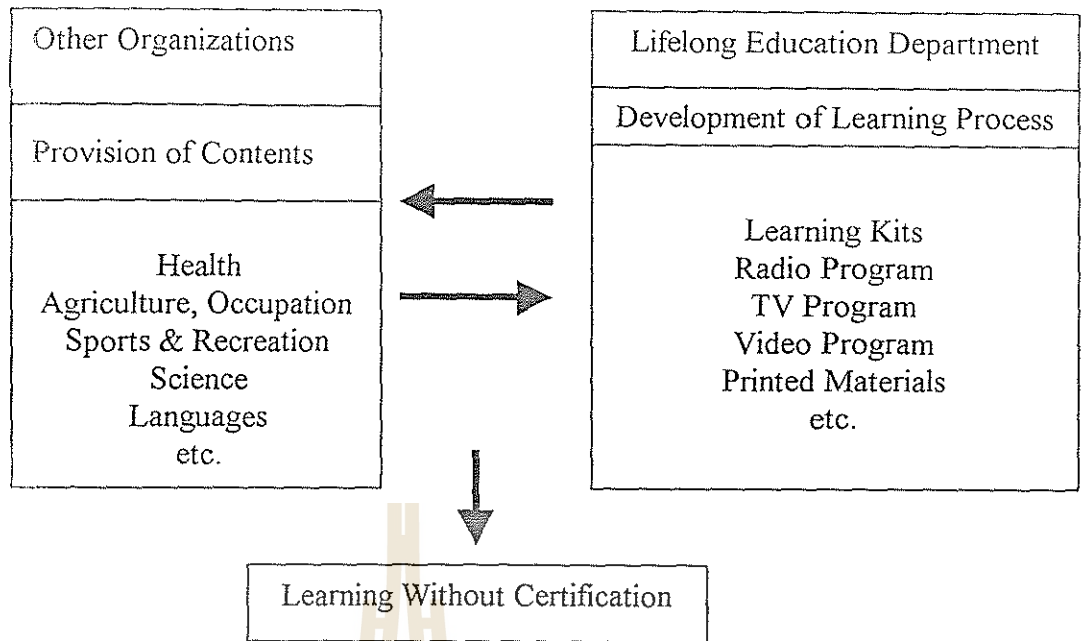 Other Organizations
Provision of Contents
Health
Agriculture, Occupation
Sports & Recreation
Science
Languages
etc.
Lifelong Education Department
Development of Learning Process
Learning Kits
Radio Program
TV Program
Video Program
Printed Materials
etc.
Learning Without Certification